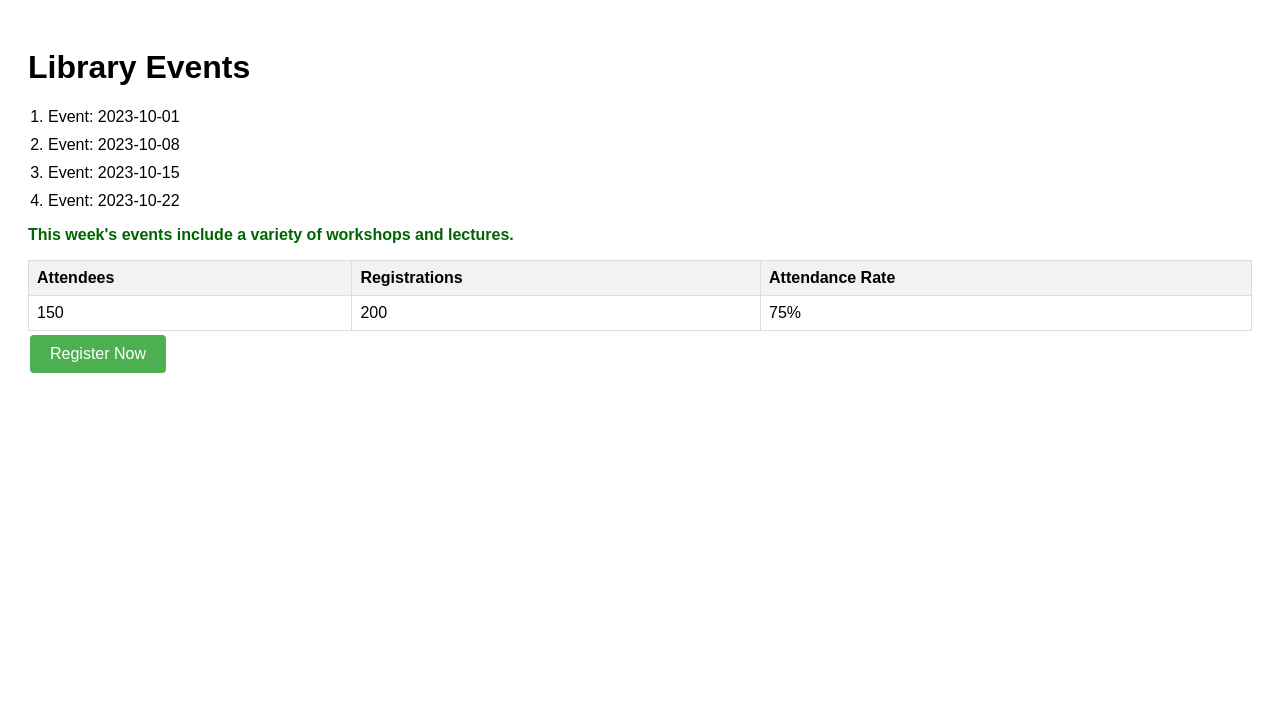 Library Events
1. Event: 2023-10-01
2. Event: 2023-10-08
3. Event: 2023-10-15
4. Event: 2023-10-22
This week's events include a variety of workshops and lectures.
Attendees Registrations Attendance Rate
150 200 75%
Register Now